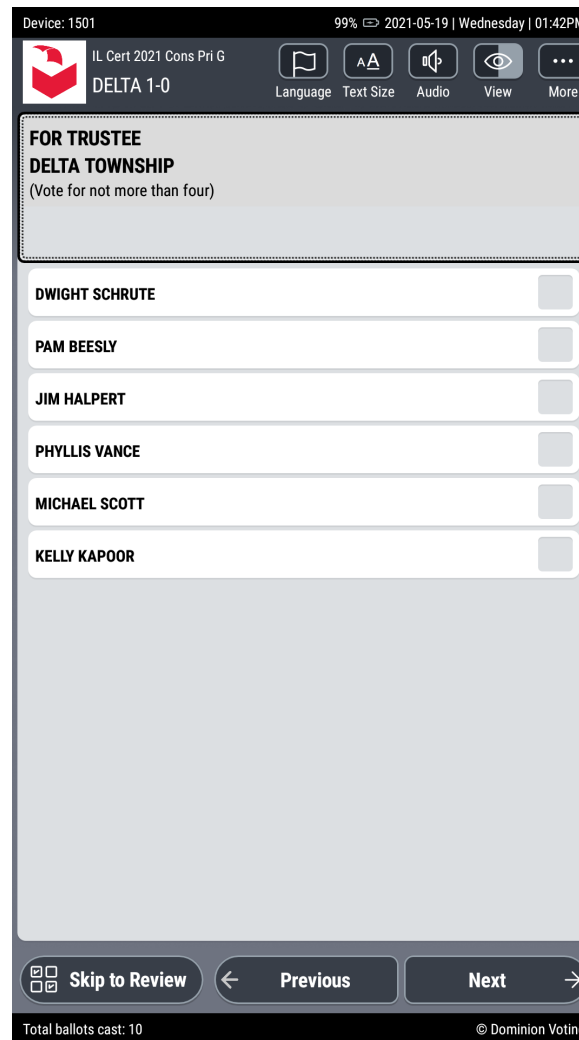 Device: 1501 99% 2021-05-19 | Wednesday | 01:42PM
IL Cert 2021 Cons Pri G
DELTA 1-0
Language Text Size Audio View More
FOR TRUSTEE
DELTA TOWNSHIP
(Vote for not more than four)
DWIGHT SCHRUTE
PAM BEESLY
JIM HALPERT
PHYLLIS VANCE
MICHAEL SCOTT
KELLY KAPOOR
Skip to Review Previous Next
Total ballots cast: 10 © Dominion Votin